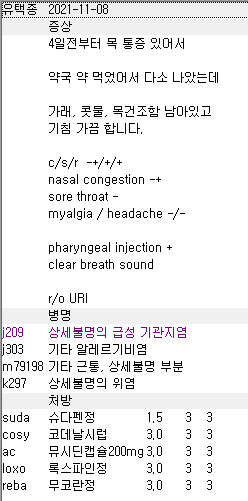 유택종 2021-11-08
증상
4일전부터 목 통증 있어서
약국 약 먹었어서 다소 나았는데
가래, 콧물, 목건조함 남아있고
기침 가끔 합니다.
c/s/r -+/+/+
nasal congestion -+
sore throat -
myalgia / headache -/-
pharyngeal injection +
clear breath sound
r/o URI
병명
j209 상세불명의 급성 기관지염
j303 기타 알레르기비염
m79198 기타 근통, 상세불명 부분
k297 상세불명의 위염
처방
suda 슈다펜정 1.5 3 3
cosy 코데날시럽 3.0 3 3
ac 뮤시딘캡슐200mg 3.0 3 3
loxo 록스파인정 3.0 3 3
reba 무코란정 3.0 3 3